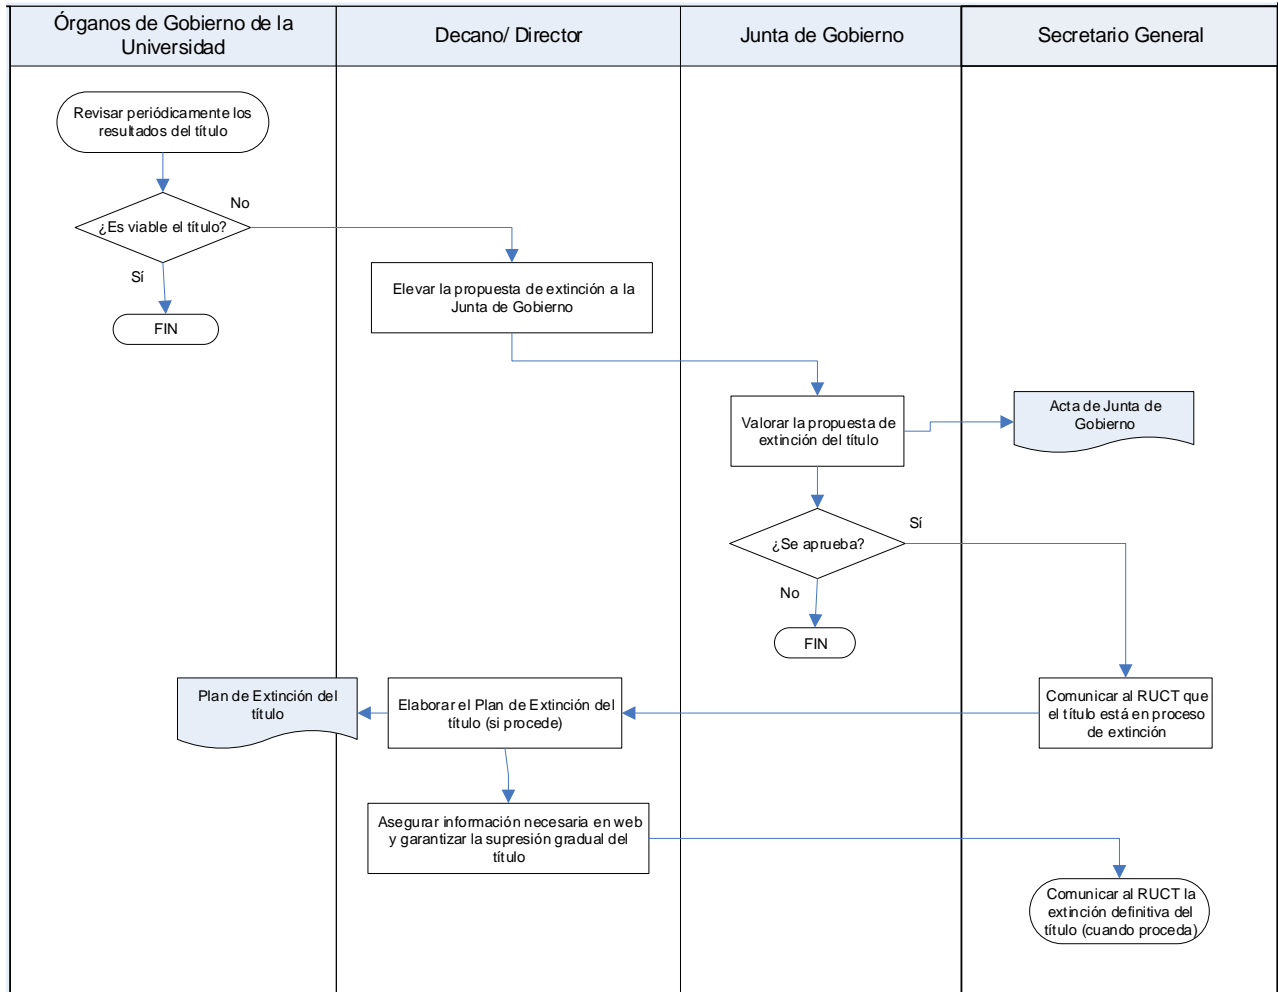 Órganos de Gobierno de la
Universidad
Decano/ Director
Junta de Gobierno
Secretario General
Revisar periódicamente los
resultados del título
¿Es viable el título?
No
Sí
FIN
Elevar la propuesta de extinción a la
Junta de Gobierno
Valorar la propuesta de
extinción del título
Acta de Junta de
Gobierno
¿Se aprueba?
Sí
No
FIN
Comunicar al RUCT que
el título está en proceso
de extinción
Elaborar el Plan de Extinción del
título (si procede)
Plan de Extinción del
título
Asegurar información necesaria en web
y garantizar la supresión gradual del
título
Comunicar al RUCT la
extinción definitiva del
título (cuando proceda)